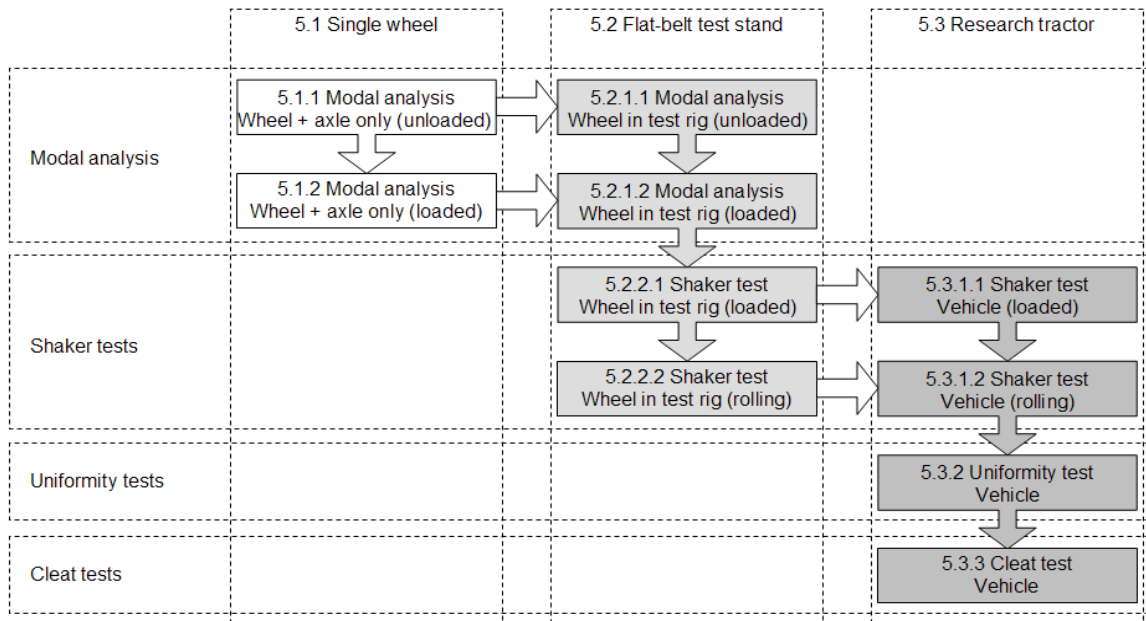 5.1 Single wheel
5.2 Flat-belt test stand
5.3 Research tractor
Modal analysis
5.1.1 Modal analysis
Wheel + axle only (unloaded)
5.2.1.1 Modal analysis
Wheel in test rig (unloaded)
5.1.2 Modal analysis
Wheel + axle only (loaded)
5.2.1.2 Modal analysis
Wheel in test rig (loaded)
Shaker tests
5.2.2.1 Shaker test
Wheel in test rig (loaded)
5.3.1.1 Shaker test
Vehicle (loaded)
5.2.2.2 Shaker test
Wheel in test rig (rolling)
5.3.1.2 Shaker test
Vehicle (rolling)
Uniformity tests
5.3.2 Uniformity test
Vehicle
Cleat tests
5.3.3 Cleat test
Vehicle